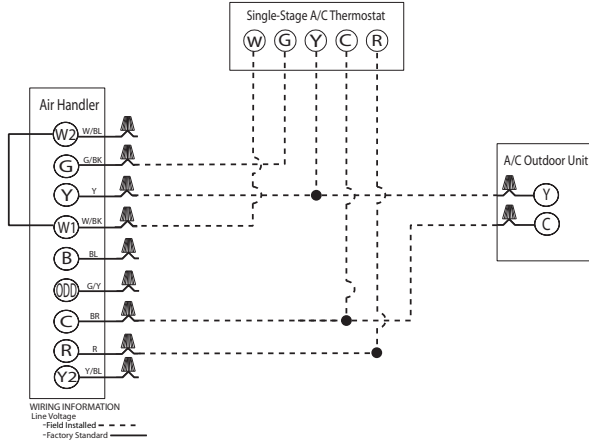 Single-Stage A/C Thermostat
W G Y C R
Air Handler
W2 W/BL
G G/BK
Y Y
W1 W/BK
B BL
ODD G/Y
C BR
R R
Y2 Y/BL
A/C Outdoor Unit
Y
C
WIRING INFORMATION
Line Voltage
-Field Installed
-Factory Standard